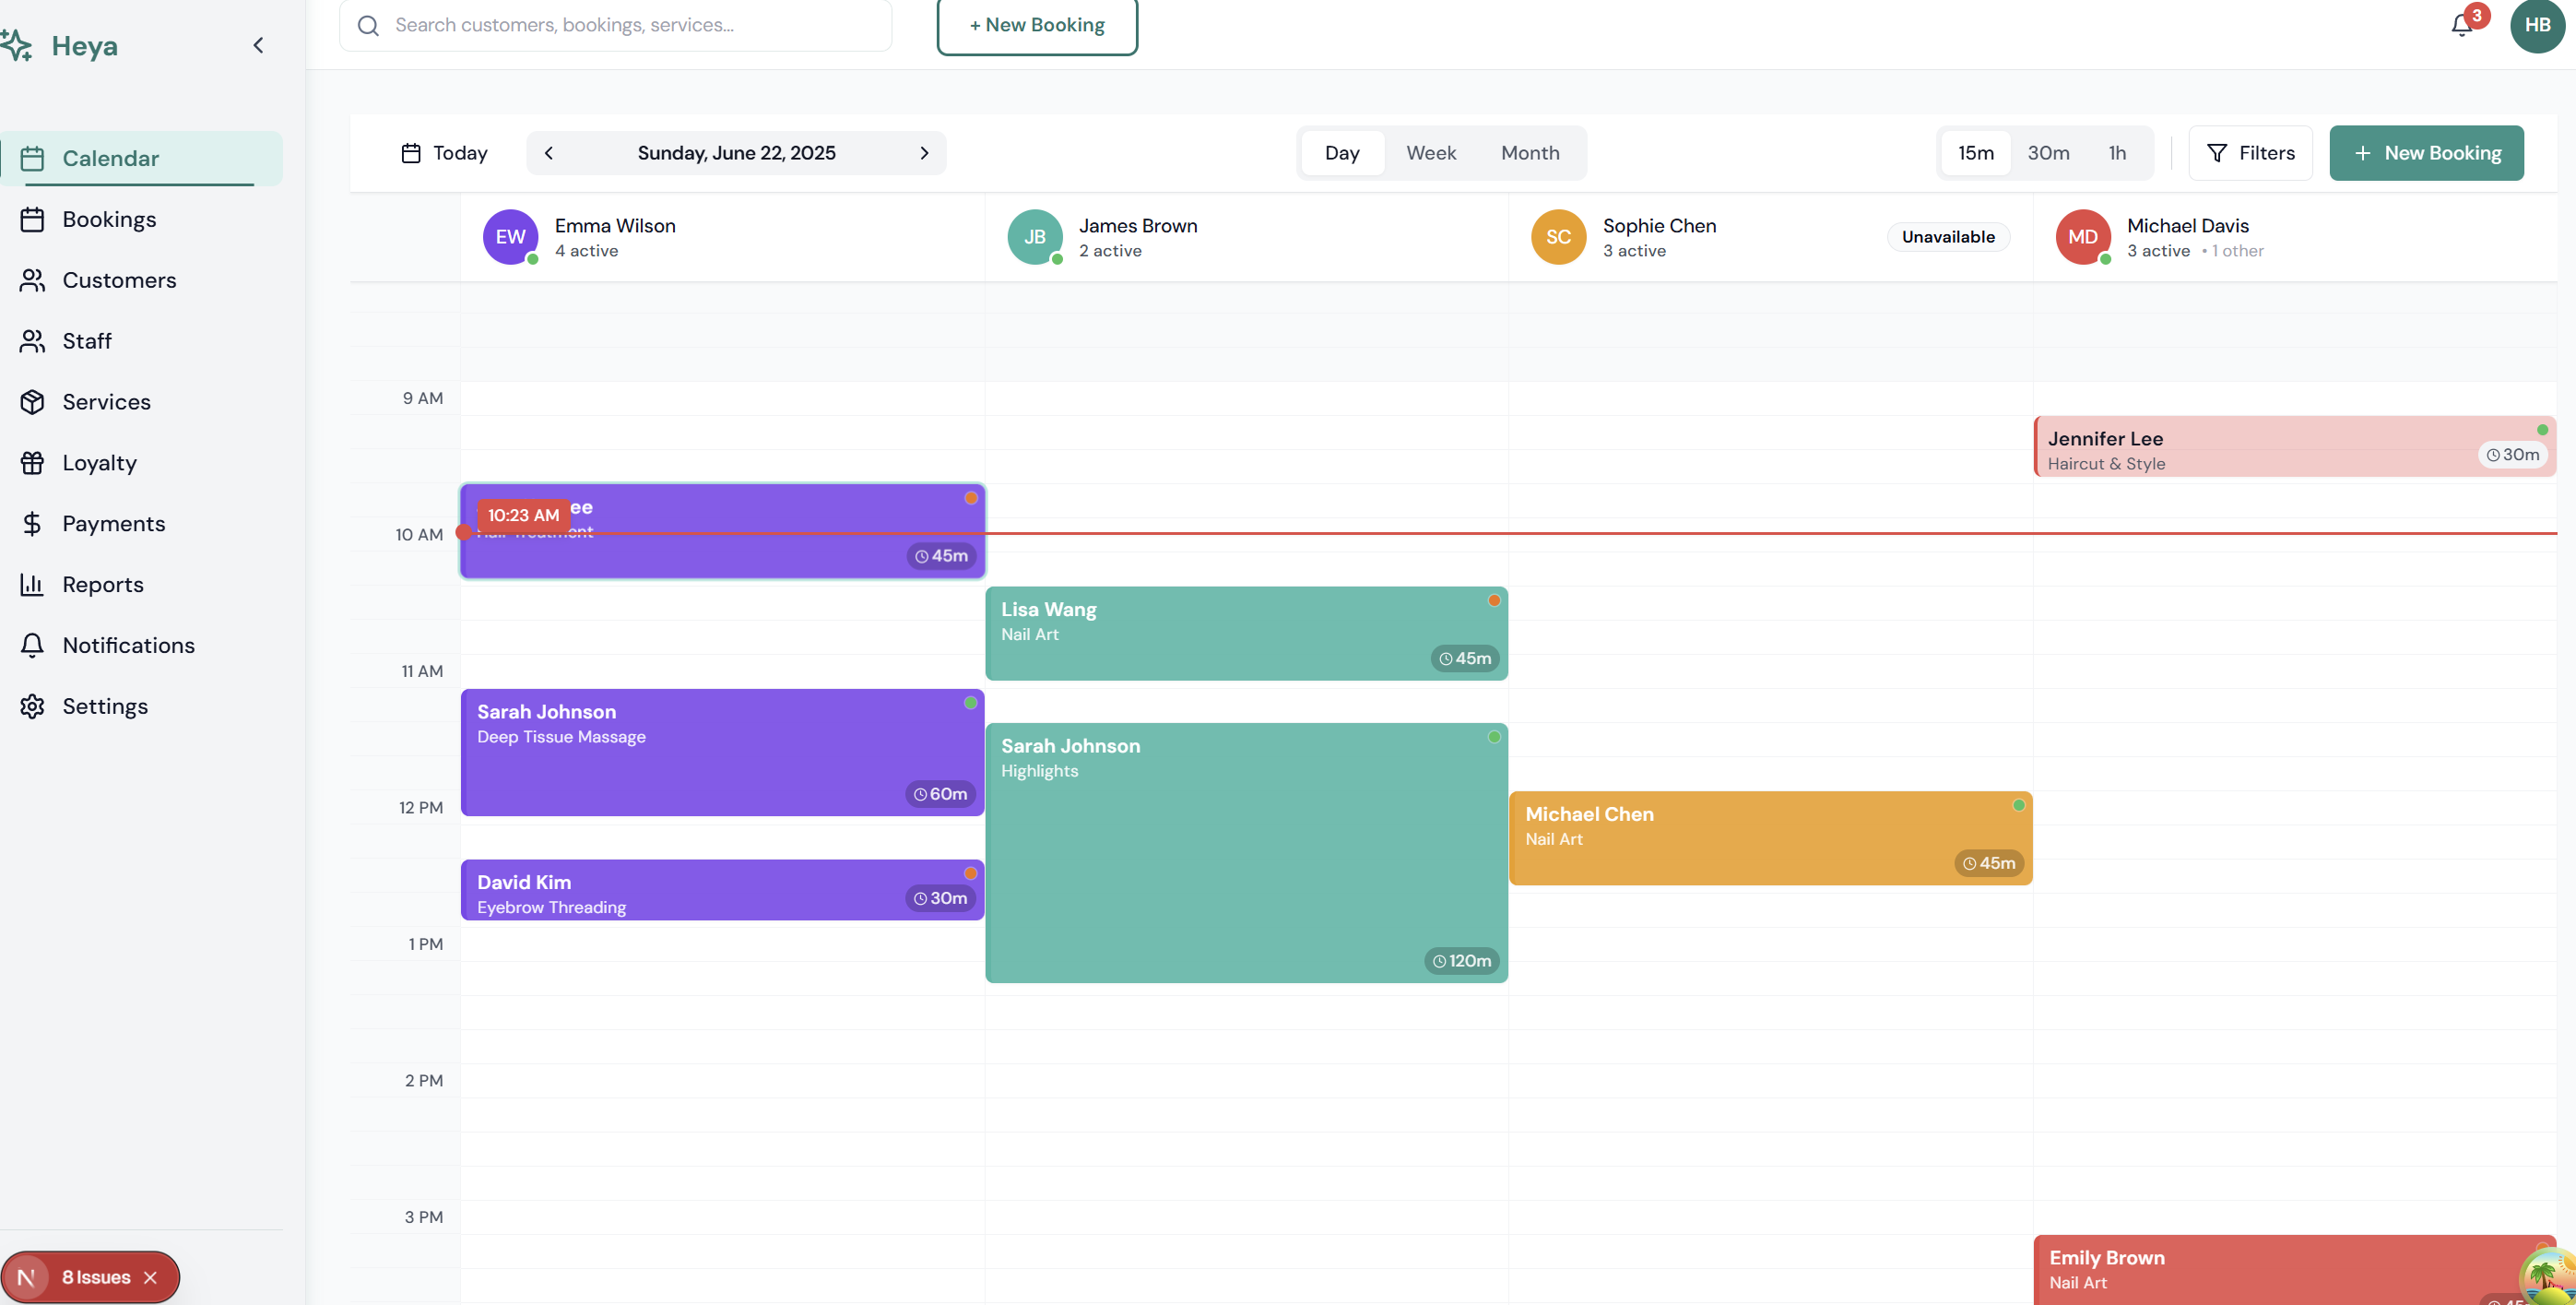 Heya
Search customers, bookings, services...
+ New Booking
3
HB
Calendar
Bookings
Customers
Staff
Services
Loyalty
Payments
Reports
Notifications
Settings
N
8 Issues
Today
Sunday, June 22, 2025
Day Week Month
15m 30m 1h
Filters
+ New Booking
EW
Emma Wilson
4 active
JB
James Brown
2 active
SC
Sophie Chen
3 active
Unavailable
MD
Michael Davis
3 active • 1 other
9 AM
10 AM
11 AM
12 PM
1 PM
2 PM
3 PM
10:23 AM
45m
Sarah Johnson
Deep Tissue Massage
60m
David Kim
Eyebrow Threading
30m
Lisa Wang
Nail Art
45m
Sarah Johnson
Highlights
120m
Michael Chen
Nail Art
45m
Jennifer Lee
Haircut & Style
30m
Emily Brown
Nail Art